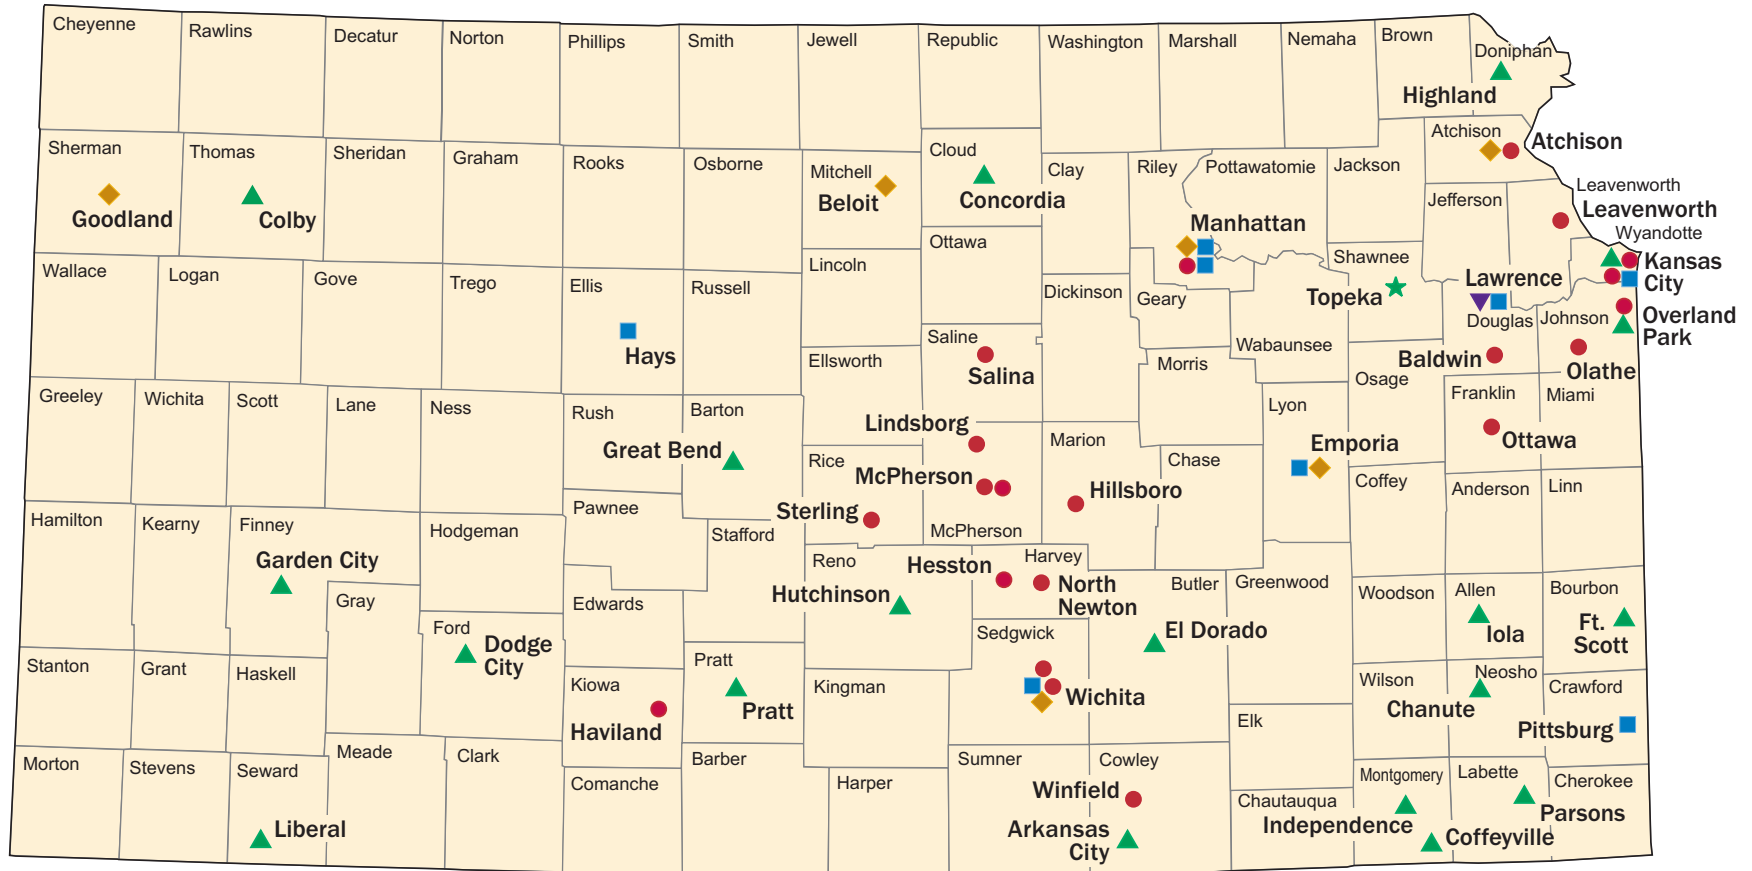 Cheyenne
Rawlins
Decatur
Norton
Phillips
Smith
Jewell
Republic
Washington
Marshall
Nemaha
Brown
Doniphan
Highland
Sherman
Goodland
Thomas
Colby
Sheridan
Graham
Rooks
Osborne
Mitchell
Beloit
Cloud
Concordia
Clay
Riley
Pottawatomie
Manhattan
Jackson
Atchison
Atchison
Jefferson
Leavenworth
Leavenworth
Wyandotte
Kansas
City
Wallace
Logan
Gove
Trego
Ellis
Hays
Russell
Lincoln
Ottawa
Dickinson
Geary
Shawnee
Topeka
Lawrence
Douglas
Johnson
Overland
Park
Baldwin
Olathe
Wabaunsee
Saline
Salina
Ellsworth
Morris
Osage
Franklin
Ottawa
Miami
Greeley
Wichita
Scott
Lane
Ness
Rush
Barton
Great Bend
Lindsborg
Rice
McPherson
Sterling
McPherson
Marion
Hillsboro
Chase
Lyon
Emporia
Coffey
Anderson
Linn
Hamilton
Kearny
Finney
Garden City
Hodgeman
Pawnee
Stafford
Reno
Hutchinson
Harvey
Hesston
North
Newton
Butler
El Dorado
Greenwood
Woodson
Allen
Iola
Bourbon
Ft.
Scott
Gray
Ford
Dodge
City
Edwards
Stanton
Grant
Haskell
Kiowa
Haviland
Pratt
Pratt
Kingman
Sedgwick
Wichita
Elk
Wilson
Neosho
Chanute
Crawford
Pittsburg
Morton
Stevens
Seward
Liberal
Meade
Clark
Comanche
Barber
Harper
Sumner
Cowley
Winfield
Arkansas
City
Chautauqua
Montgomery
Independence
Coffeyville
Labette
Parsons
Cherokee